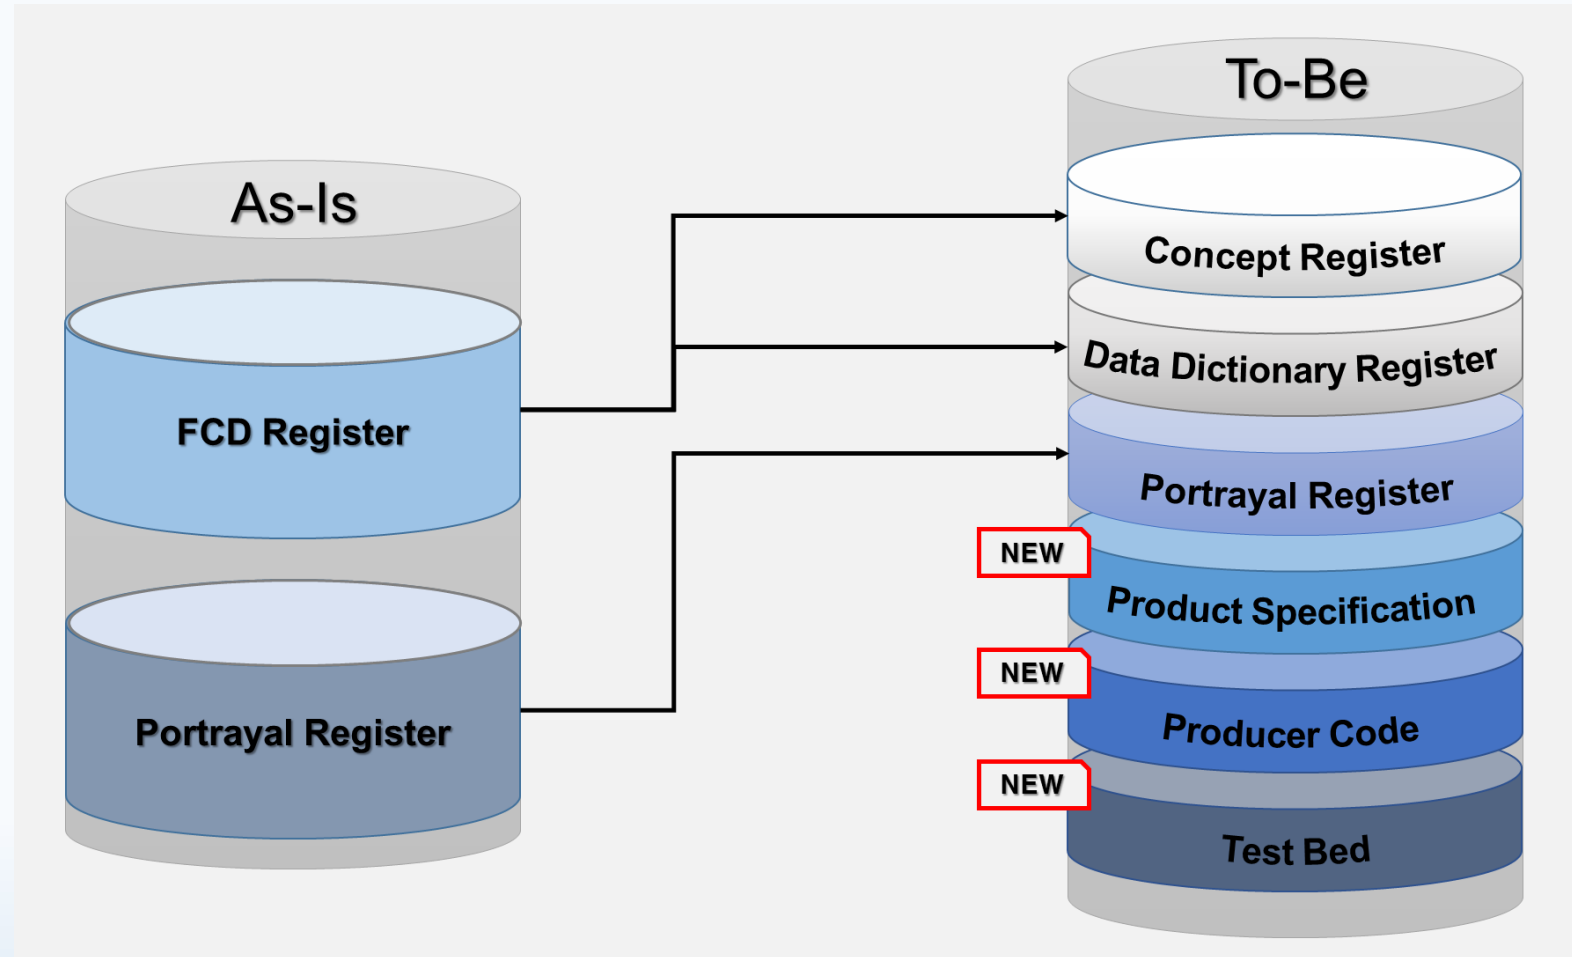 As-Is
FCD Register
Portrayal Register
To-Be
Concept Register
Data Dictionary Register
Portrayal Register
NEW
Product Specification
NEW
Producer Code
NEW
Test Bed